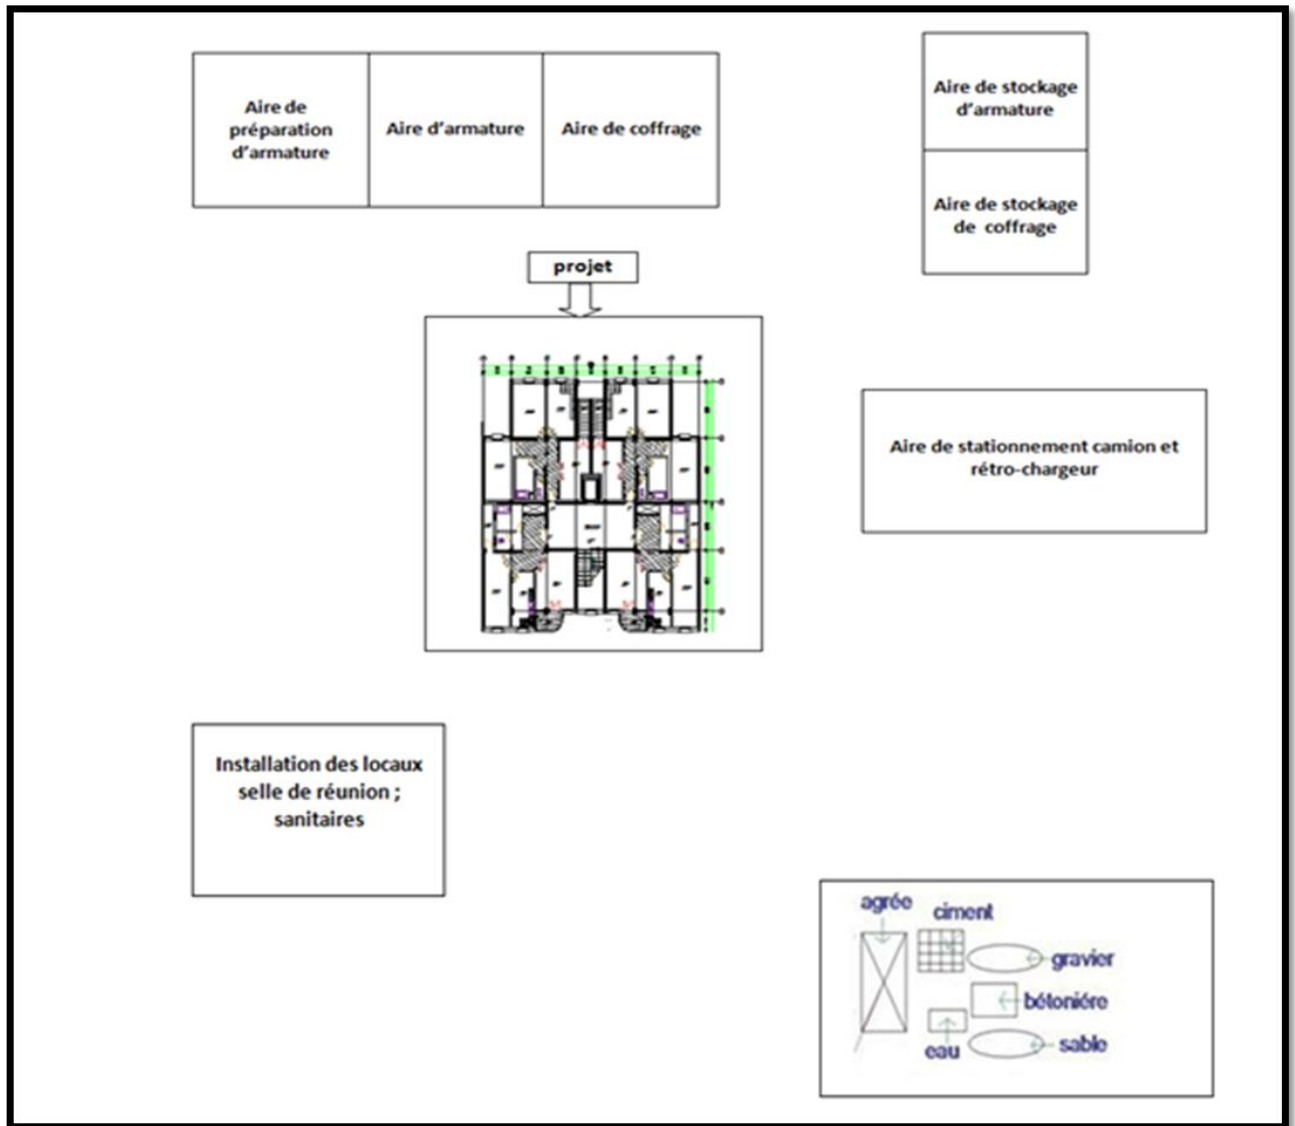 Aire de
préparation
d'armature
Aire d'armature
Aire de coffrage
Aire de stockage
d'armature
Aire de stockage
de coffrage
projet
Aire de stationnement camion et
rétro-chargeur
Installation des locaux
selle de réunion ;
sanitaires
agrée
ciment
gravier
bétoniére
eau
sable